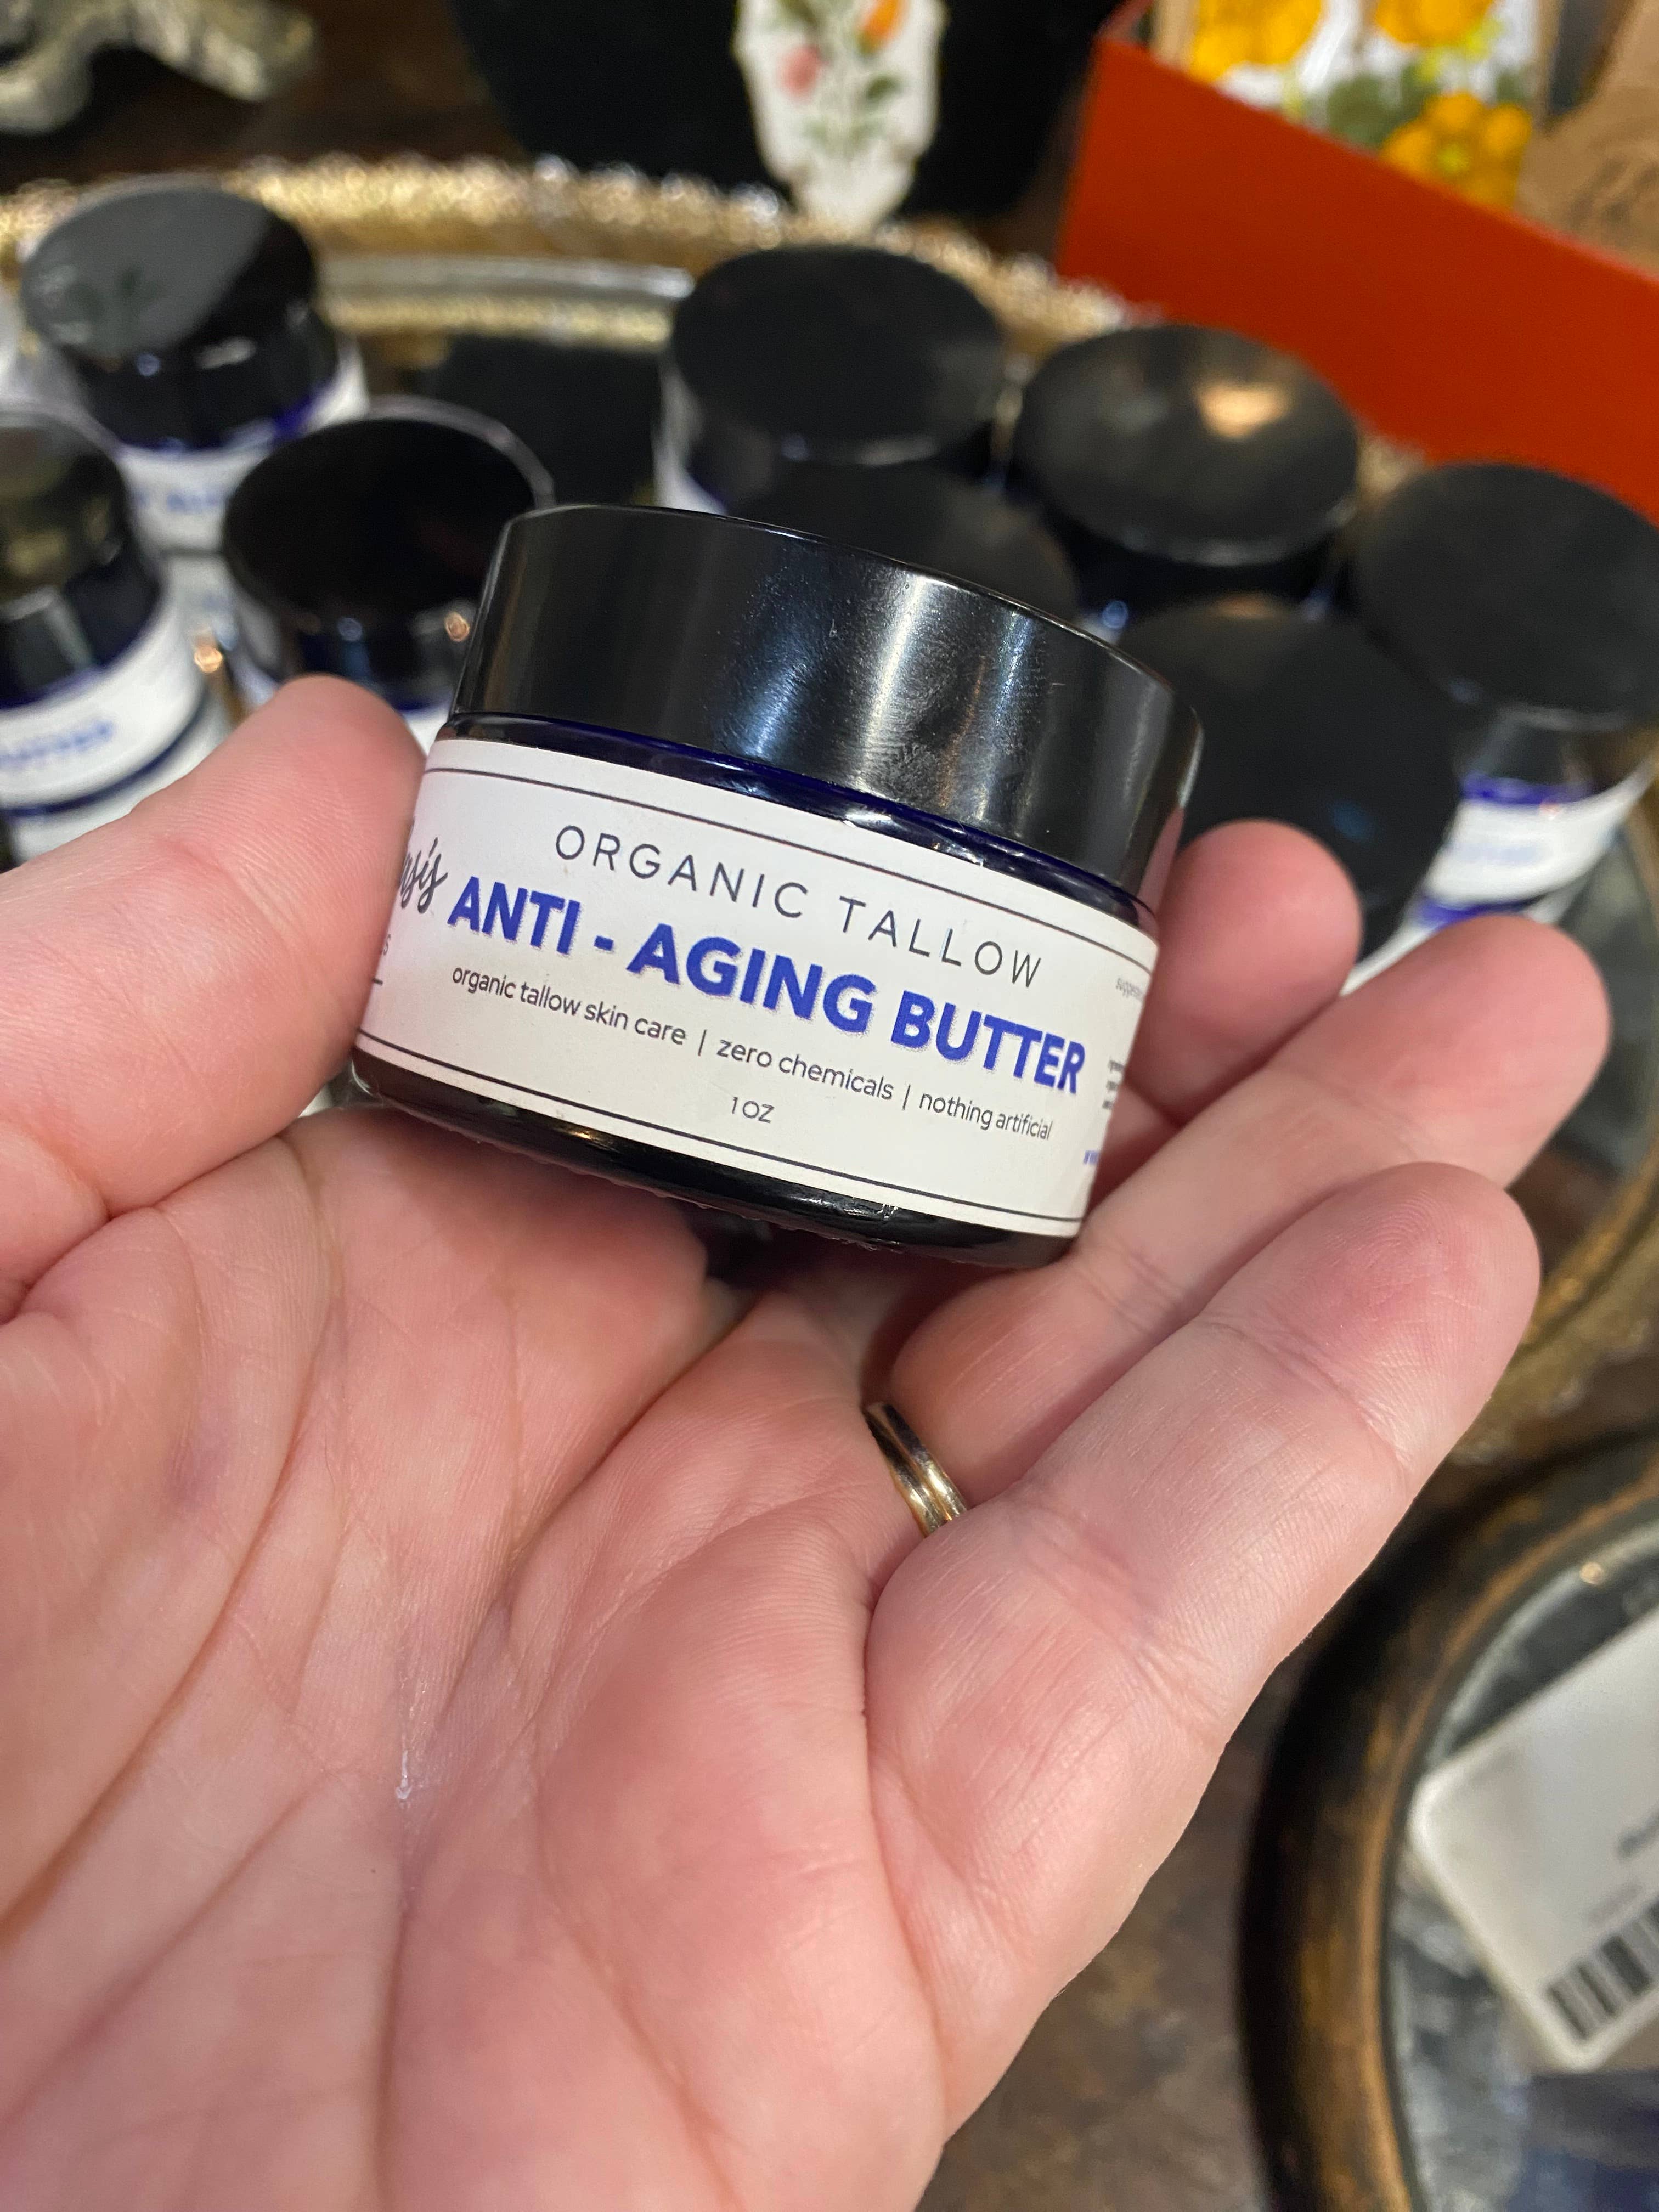 ORGANIC TALLOW
ANTI - AGING BUTTER
organic tallow skin care | zero chemicals | nothing artificial
1 OZ